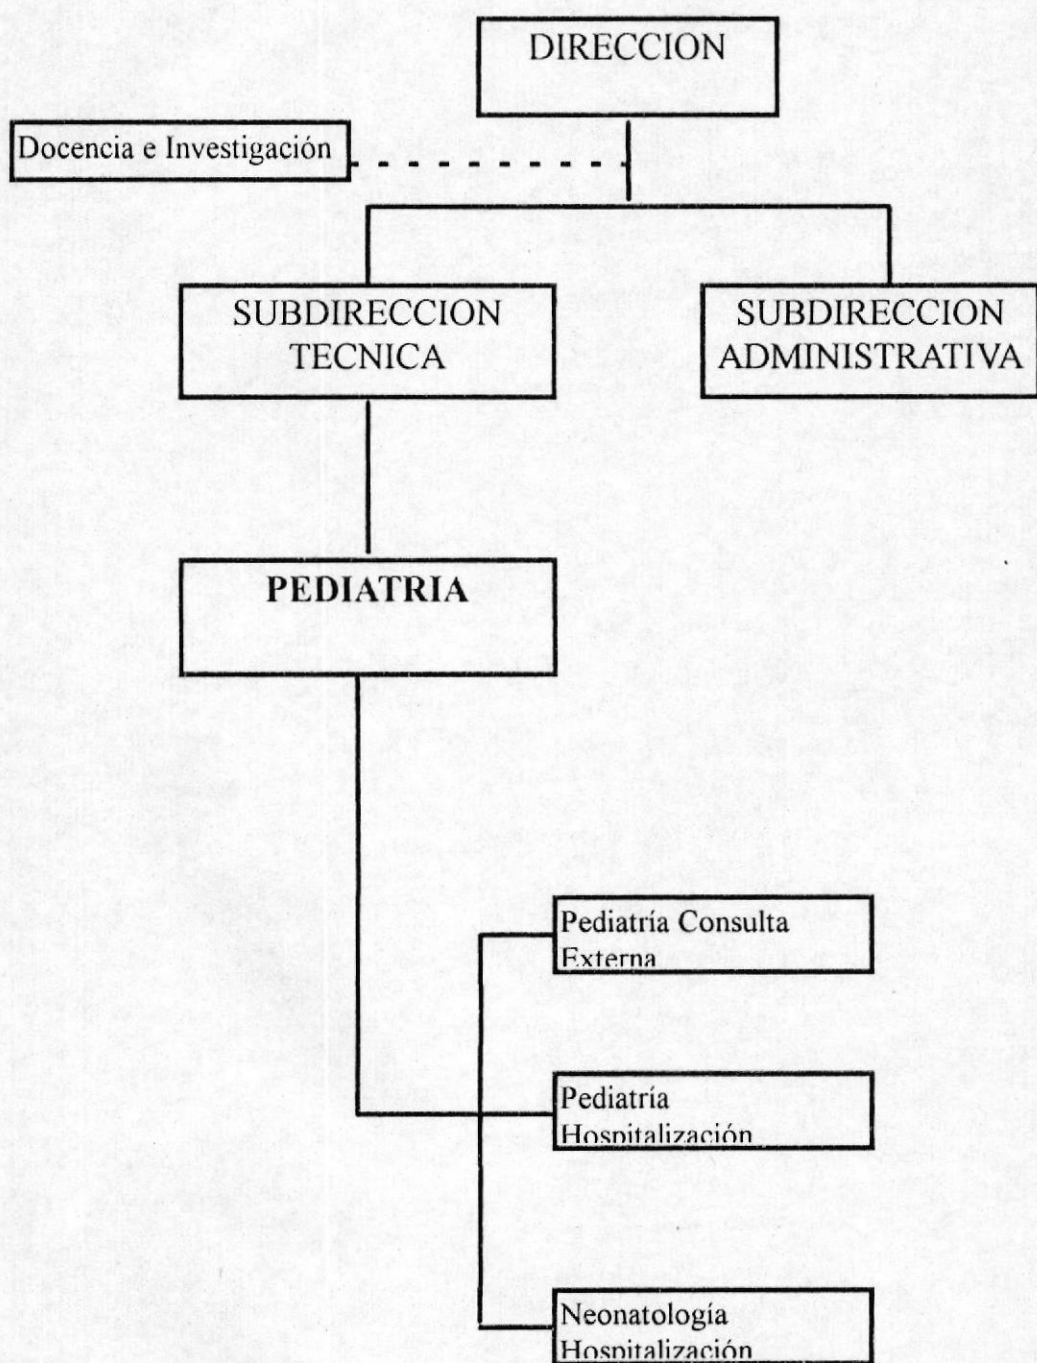 DIRECCION
Docencia e Investigación
SUBDIRECCION
TECNICA
SUBDIRECCION
ADMINISTRATIVA
PEDIATRIA
Pediatría Consulta
Externa
Pediatría
Hospitalización
Neonatología
Hospitalización